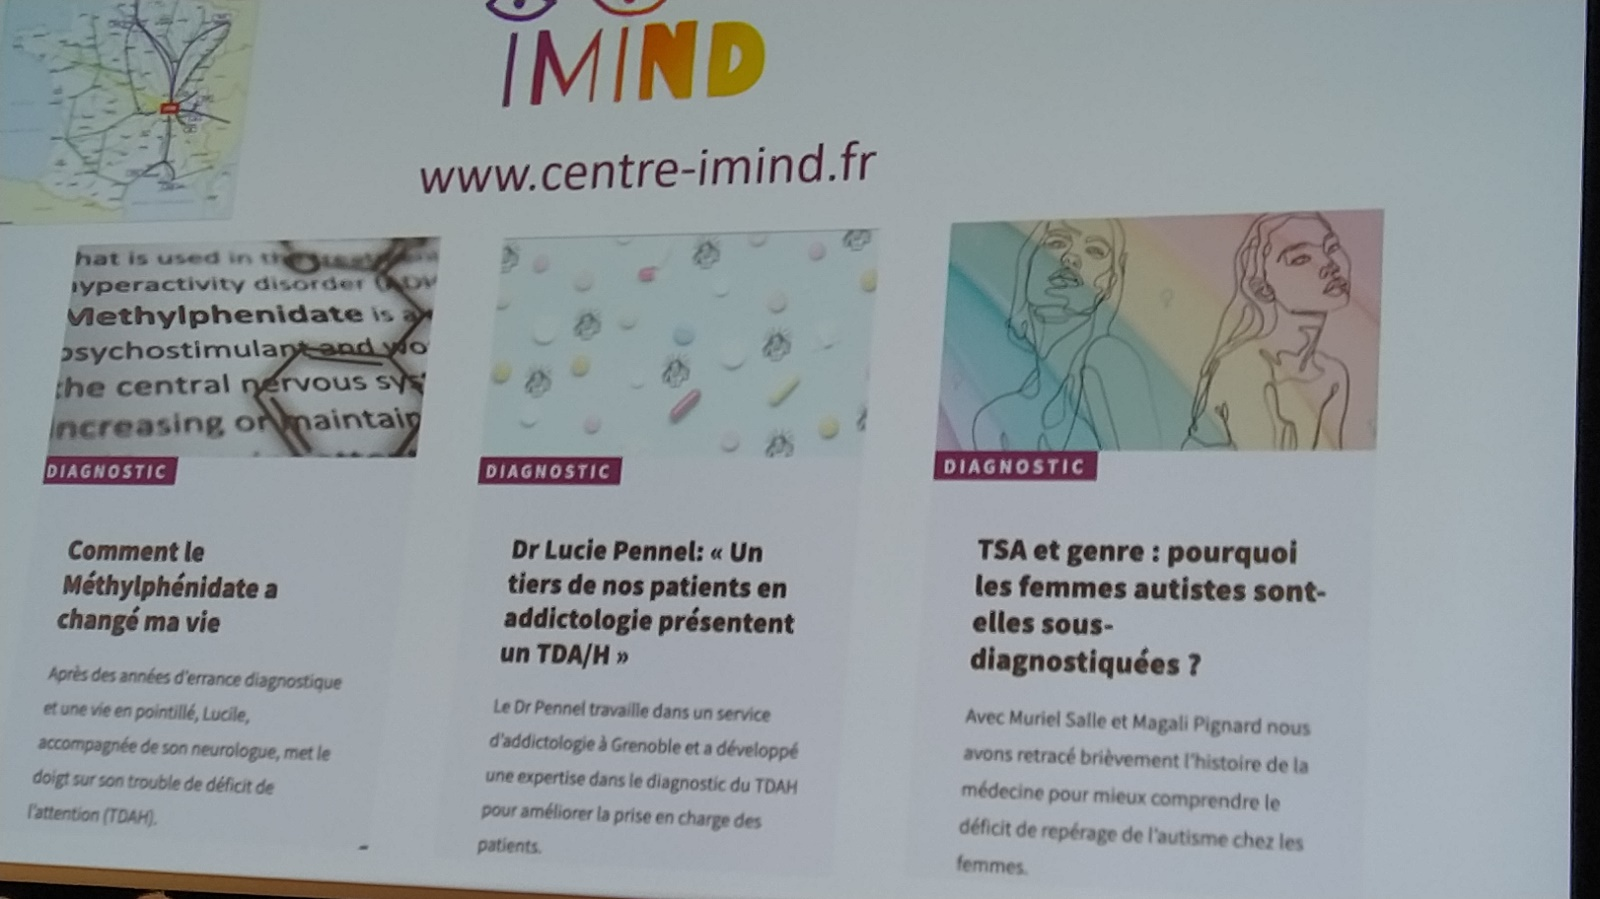 IMIND
www.centre-imind.fr
hat is used in
hyperactivity disorder
Methylphenidate is a
psychostimulant and wo
the central nervous sys
increasing or maintain
DIAGNOSTIC
Comment le
Méthylphénidate a
changé ma vie
Après des années d'errance diagnostique
et une vie en pointillé, Lucile,
accompagnée de son neurologue, met le
doigt sur son trouble de déficit de
l'attention (TDAH).
DIAGNOSTIC
Dr Lucie Pennel: « Un
tiers de nos patients en
addictologie présentent
un TDA/H »
Le Dr Pennel travaille dans un service
d'addictologie à Grenoble et a développé
une expertise dans le diagnostic du TDAH
pour améliorer la prise en charge des
patients.
DIAGNOSTIC
TSA et genre : pourquoi
les femmes autistes sont-
elles sous-
diagnostiquées ?
Avec Muriel Salle et Magali Pignard nous
avons retracé brièvement l'histoire de la
médecine pour mieux comprendre le
déficit de repérage de l'autisme chez les
femmes.